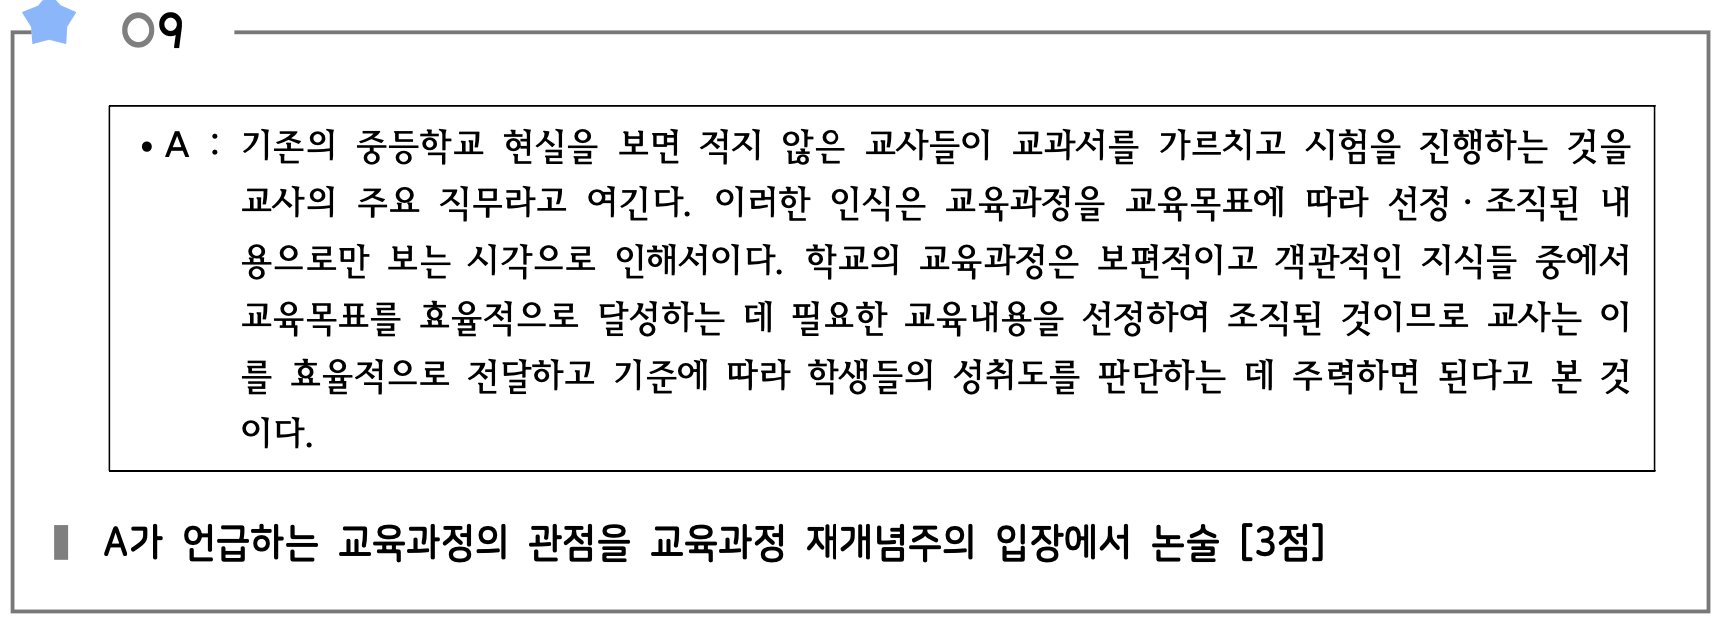 09
• A : 기존의 중등학교 현실을 보면 적지 않은 교사들이 교과서를 가르치고 시험을 진행하는 것을
교사의 주요 직무라고 여긴다. 이러한 인식은 교육과정을 교육목표에 따라 선정·조직된 내
용으로만 보는 시각으로 인해서이다. 학교의 교육과정은 보편적이고 객관적인 지식들 중에서
교육목표를 효율적으로 달성하는 데 필요한 교육내용을 선정하여 조직된 것이므로 교사는 이
를 효율적으로 전달하고 기준에 따라 학생들의 성취도를 판단하는 데 주력하면 된다고 본 것
이다.
A가 언급하는 교육과정의 관점을 교육과정 재개념주의 입장에서 논술 [3점]